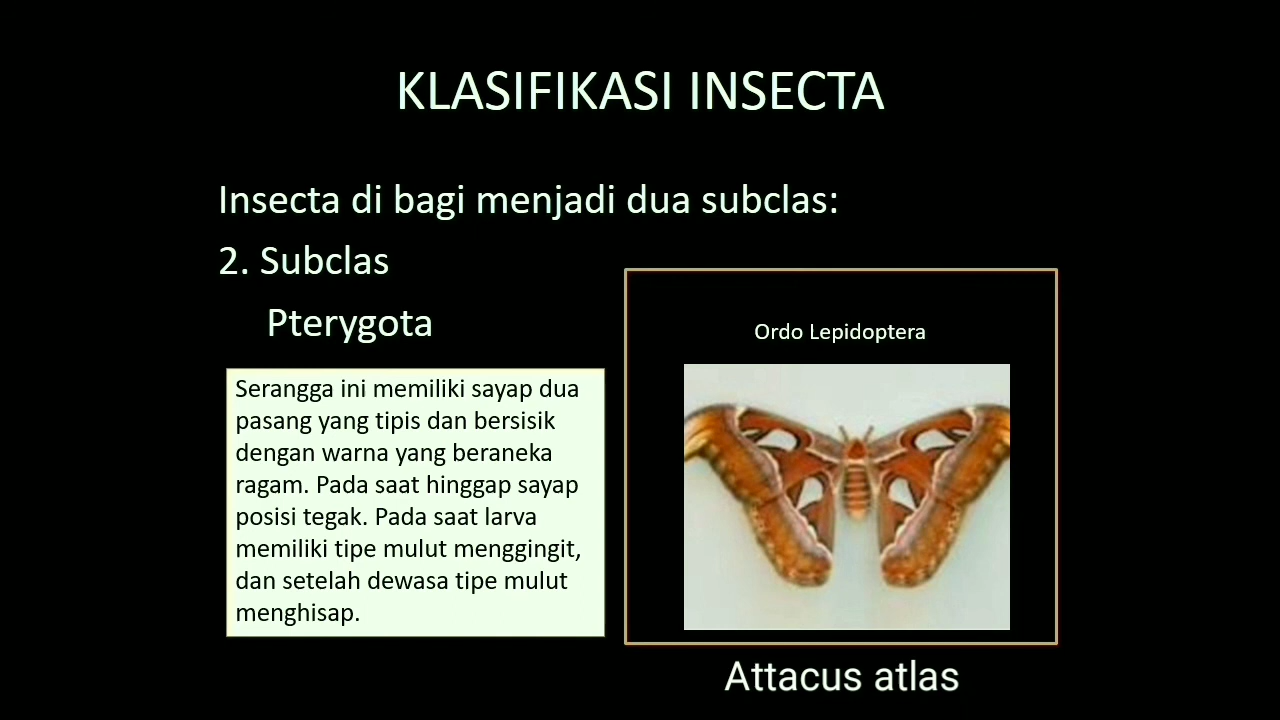 KLASIFIKASI INSECTA
Insecta di bagi menjadi dua subclas:
2. Subclas
Pterygota
Serangga ini memiliki sayap dua
pasang yang tipis dan bersisik
dengan warna yang beraneka
ragam. Pada saat hinggap sayap
posisi tegak. Pada saat larva
memiliki tipe mulut menggingit,
dan setelah dewasa tipe mulut
menghisap.
Ordo Lepidoptera
Attacus atlas